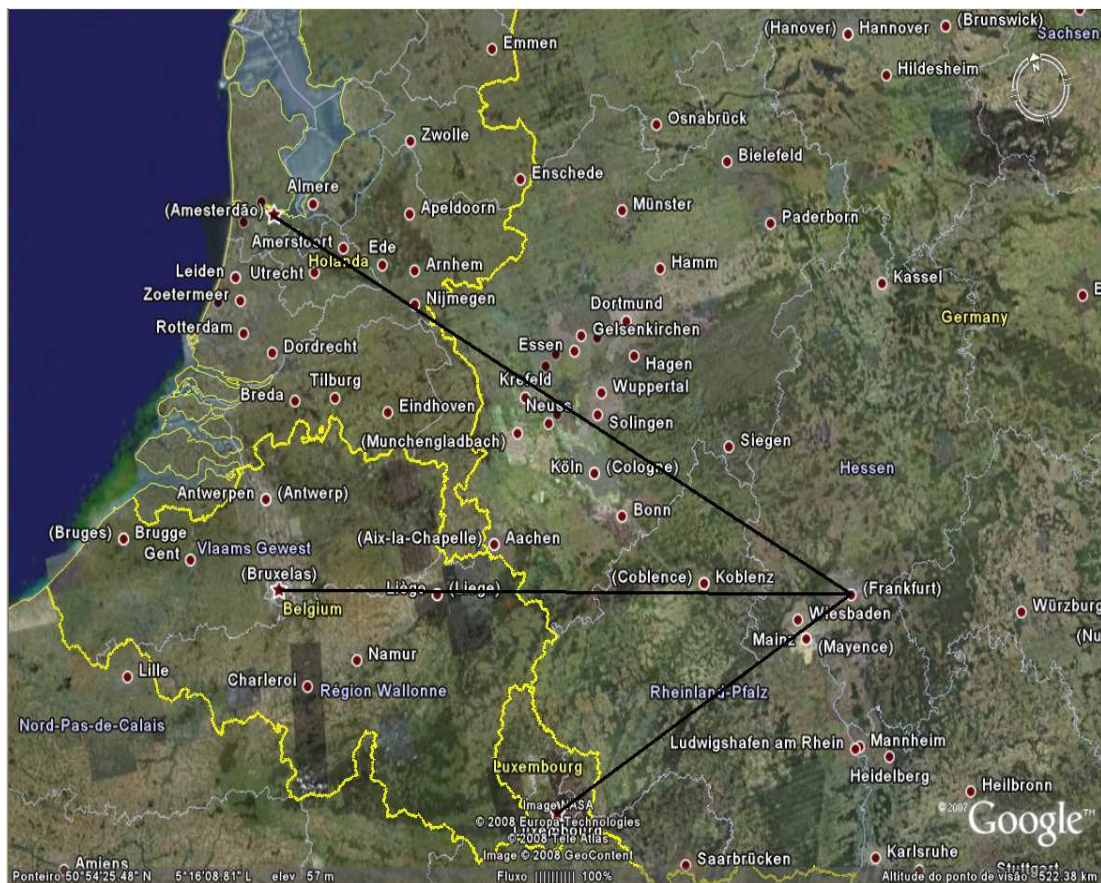 (Hanover)
Hannover
(Brunswick)
Sachsen
Emmen
Hildesheim
N
Osnabrück
Zwolle
Bielefeld
Enschede
Almere
(Amesterdão)
Apeldoorn
Münster
Paderborn
Amersfoort
Ede
Holanda
Leiden
Utrecht
Arnhem
Hamm
Kassel
Zoetermeer
Nijmegen
Dortmund
Germany
Rotterdam
Gelsenkirchen
Essen
Dordrecht
Hagen
Tilburg
Krefeld
Wuppertal
Breda
Eindhoven
Neuss
Solingen
(Munchengladbach)
Siegen
Köln
(Cologne)
Hessen
Antwerpen
(Antwerp)
Bonn
(Bruges)
Brugge
(Aix-la-Chapelle)
Aachen
Gent
Vlaams Gewest
(Bruxelas)
Liège
(Liege)
(Coblence)
Koblenz
(Frankfurt)
Belgium
Wiesbaden
Würzburg
Mainz
(Mayence)
(Nu
Namur
Lille
Charleroi
Région Wallonne
Rheinland-Pfalz
Nord-Pas-de-Calais
Ludwigshafen am Rhein
Mannheim
Luxembourg
Heidelberg
Heilbronn
Image NASA
© 2008 Europa Technologies
Luxembourg
© 2008 Tele Atlas
Image © 2008 GeoContent
©2007 Google™
Amiens
Saarbrücken
Karlsruhe
Stuttgart
Ponteiro 50°54'25.48" N 5°16'08.81" L elev 57 m
Fluxo |||||||||| 100%
Altitude do ponto de visão 522.38 km